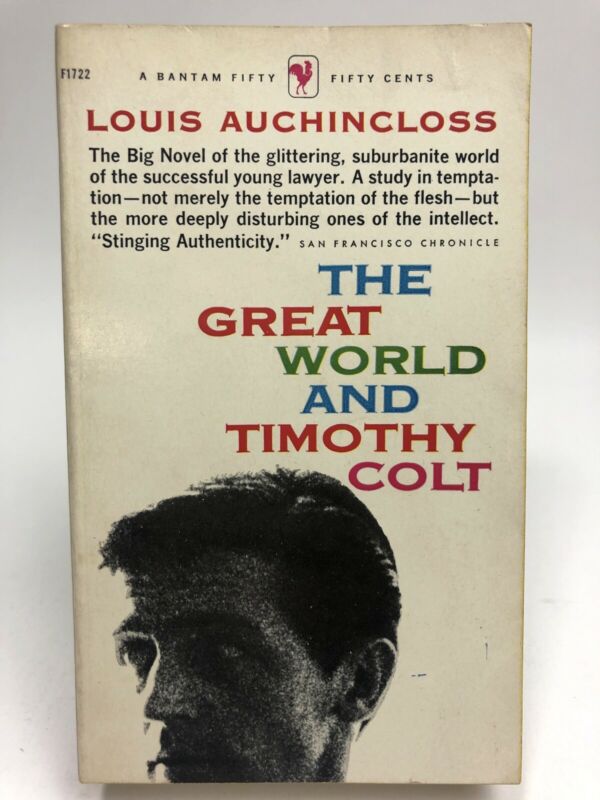 F1722
A BANTAM FIFTY FIFTY CENTS
LOUIS AUCHINCLOSS
The Big Novel of the glittering, suburbanite world
of the successful young lawyer. A study in tempta-
tion—not merely the temptation of the flesh—but
the more deeply disturbing ones of the intellect.
"Stinging Authenticity." SAN FRANCISCO CHRONICLE
THE
GREAT
WORLD
AND
TIMOTHY
COLT